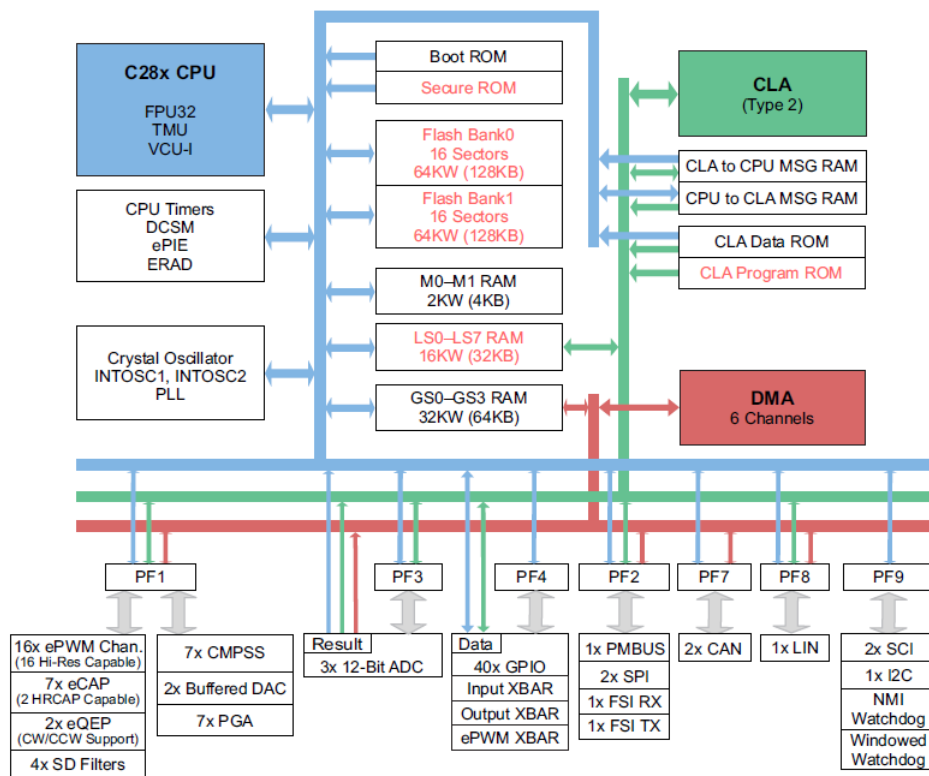 C28x CPU
FPU32
TMU
VCU-I
CPU Timers
DCSM
ePIE
ERAD
Crystal Oscillator
INTOSC1, INTOSC2
PLL
Boot ROM
Secure ROM
Flash Bank0
16 Sectors
64KW (128KB)
Flash Bank1
16 Sectors
64KW (128KB)
M0–M1 RAM
2KW (4KB)
LS0–LS7 RAM
16KW (32KB)
GS0–GS3 RAM
32KW (64KB)
CLA
(Type 2)
CLA to CPU MSG RAM
CPU to CLA MSG RAM
CLA Data ROM
CLA Program ROM
DMA
6 Channels
PF1
PF3
PF4
PF2
PF7
PF8
PF9
16x ePWM Chan.
(16 Hi-Res Capable)
7x eCAP
(2 HRCAP Capable)
2x eQEP
(CW/CCW Support)
4x SD Filters
7x CMPSS
2x Buffered DAC
7x PGA
Result
3x 12-Bit ADC
Data
40x GPIO
Input XBAR
Output XBAR
ePWM XBAR
1x PMBUS
2x SPI
1x FSI RX
1x FSI TX
2x CAN
1x LIN
2x SCI
1x I2C
NMI
Watchdog
Windowed
Watchdog